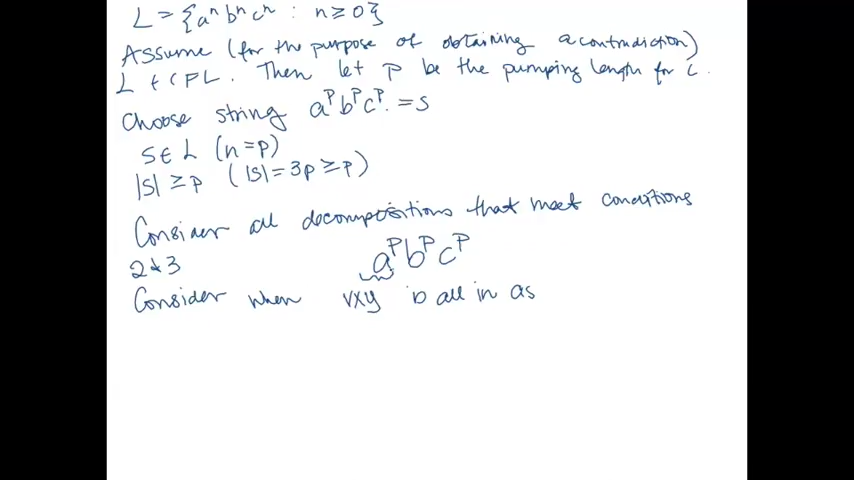 L = {aⁿbⁿcⁿ : n ≥ 0}
Assume (for the purpose of obtaining a contradiction)
L ∈ CFL. Then let P be the pumping length for L.
Choose string aᴾbᴾcᴾ. = S
S ∈ L (n = p)
|S| ≥ p (|S| = 3p ≥ p)
Consider all decompositions that meet conditions
2 & 3
aᴾbᴾcᴾ
Consider when vxy is all in as